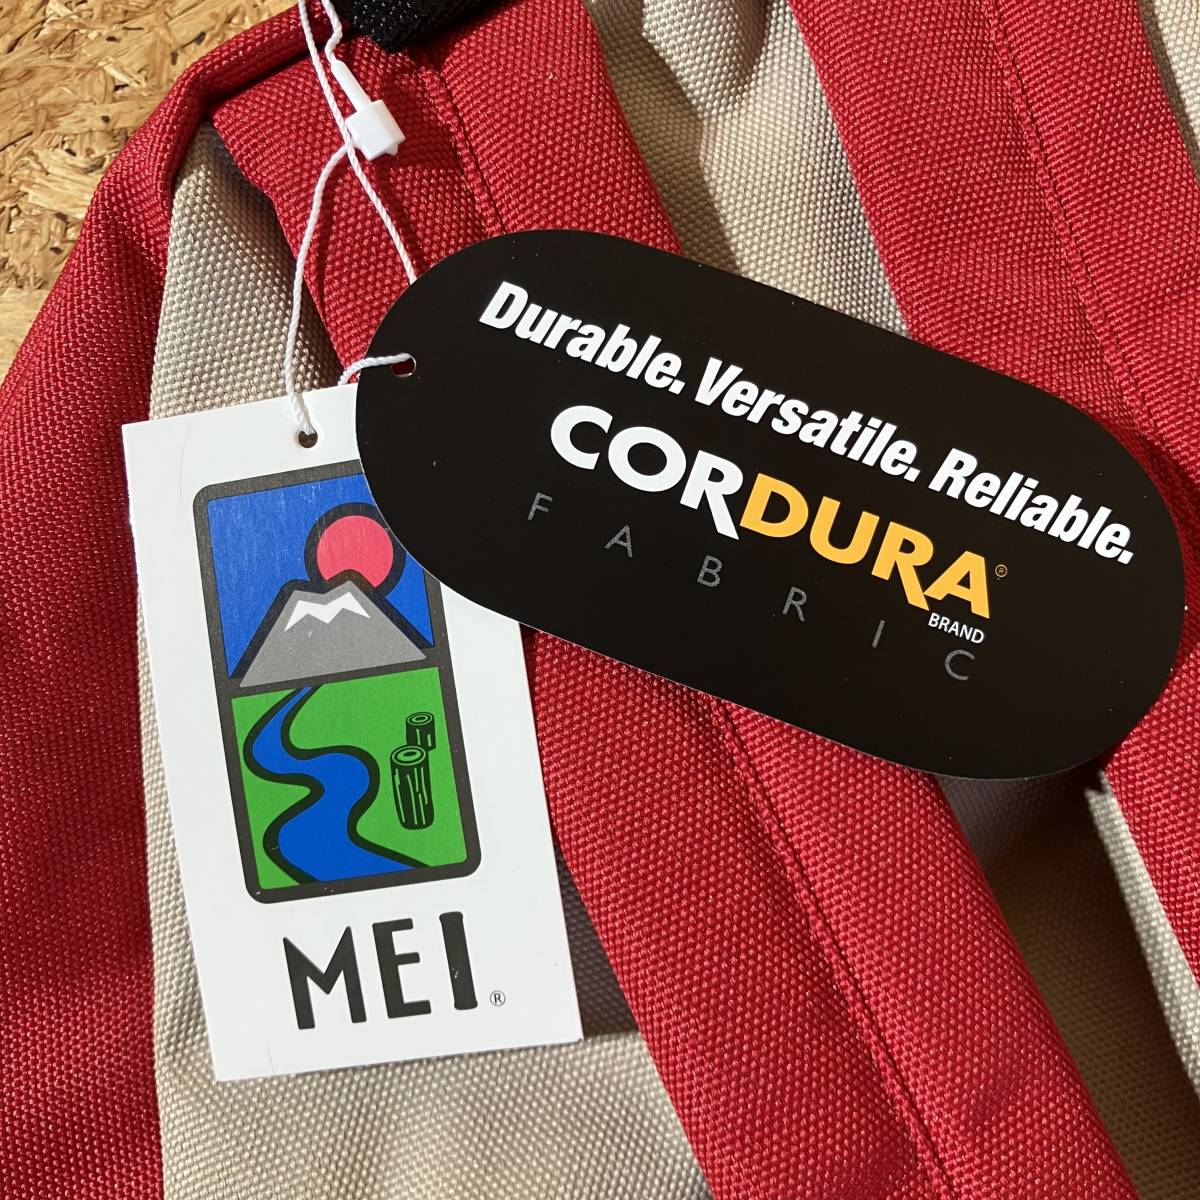 Durable. Versatile. Reliable.
CORDURA®
BRAND
FABRIC
MEI®